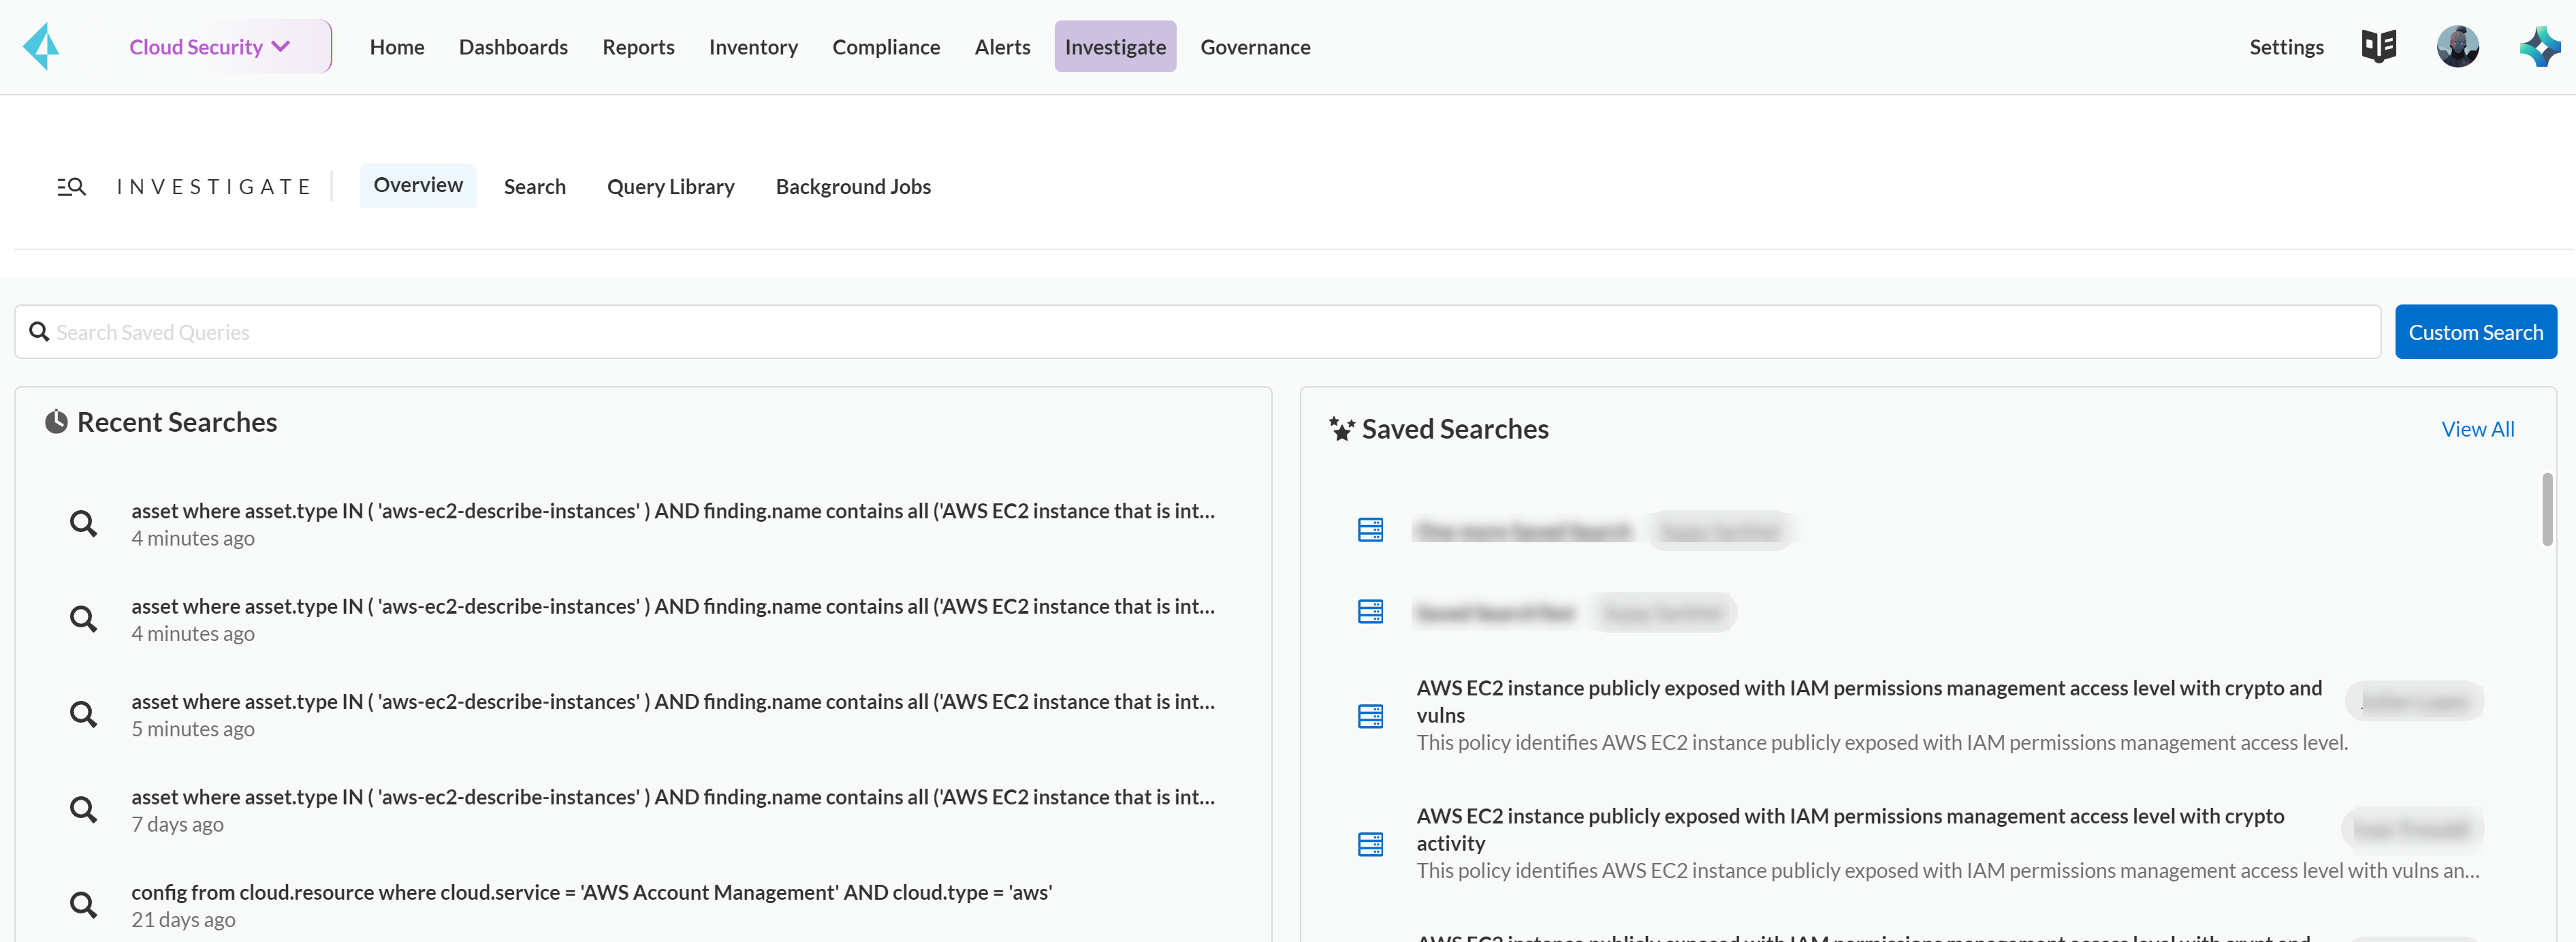 Cloud Security
Home
Dashboards
Reports
Inventory
Compliance
Alerts
Investigate
Governance
Settings
INVESTIGATE
Overview
Search
Query Library
Background Jobs
Search Saved Queries
Custom Search
Recent Searches
asset where asset.type IN ( 'aws-ec2-describe-instances' ) AND finding.name contains all ('AWS EC2 instance that is int...
4 minutes ago
asset where asset.type IN ( 'aws-ec2-describe-instances' ) AND finding.name contains all ('AWS EC2 instance that is int...
4 minutes ago
asset where asset.type IN ( 'aws-ec2-describe-instances' ) AND finding.name contains all ('AWS EC2 instance that is int...
5 minutes ago
asset where asset.type IN ( 'aws-ec2-describe-instances' ) AND finding.name contains all ('AWS EC2 instance that is int...
7 days ago
config from cloud.resource where cloud.service = 'AWS Account Management' AND cloud.type = 'aws'
21 days ago
Saved Searches
View All
AWS EC2 instance publicly exposed with IAM permissions management access level with crypto and
vulns
This policy identifies AWS EC2 instance publicly exposed with IAM permissions management access level.
AWS EC2 instance publicly exposed with IAM permissions management access level with crypto
activity
This policy identifies AWS EC2 instance publicly exposed with IAM permissions management access level with vulns an...